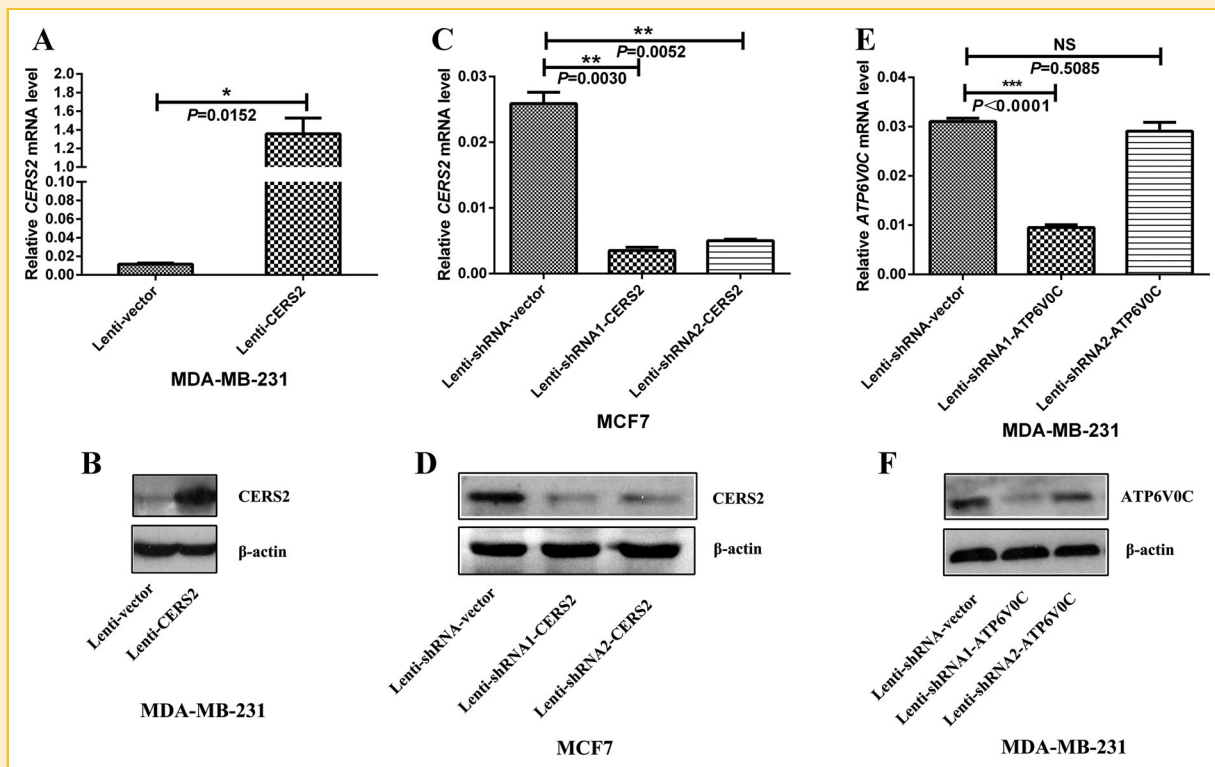 A
Relative CERS2 mRNA level
2.0
1.8
1.6
1.4
1.2
1.0
0.10
0.08
0.06
0.04
0.02
0.00
*
P=0.0152
Lenti-vector
Lenti-CERS2
MDA-MB-231
C
Relative CERS2 mRNA level
0.03
0.02
0.01
0.00
**
P=0.0052
**
P=0.0030
Lenti-shRNA-vector
Lenti-shRNA1-CERS2
Lenti-shRNA2-CERS2
MCF7
E
Relative ATP6V0C mRNA level
0.04
0.03
0.02
0.01
0.00
NS
P=0.5085
***
P<0.0001
Lenti-shRNA-vector
Lenti-shRNA1-ATP6V0C
Lenti-shRNA2-ATP6V0C
MDA-MB-231
B
CERS2
β-actin
Lenti-vector
Lenti-CERS2
MDA-MB-231
D
CERS2
β-actin
Lenti-shRNA-vector
Lenti-shRNA1-CERS2
Lenti-shRNA2-CERS2
MCF7
F
ATP6V0C
β-actin
Lenti-shRNA-vector
Lenti-shRNA1-ATP6V0C
Lenti-shRNA2-ATP6V0C
MDA-MB-231